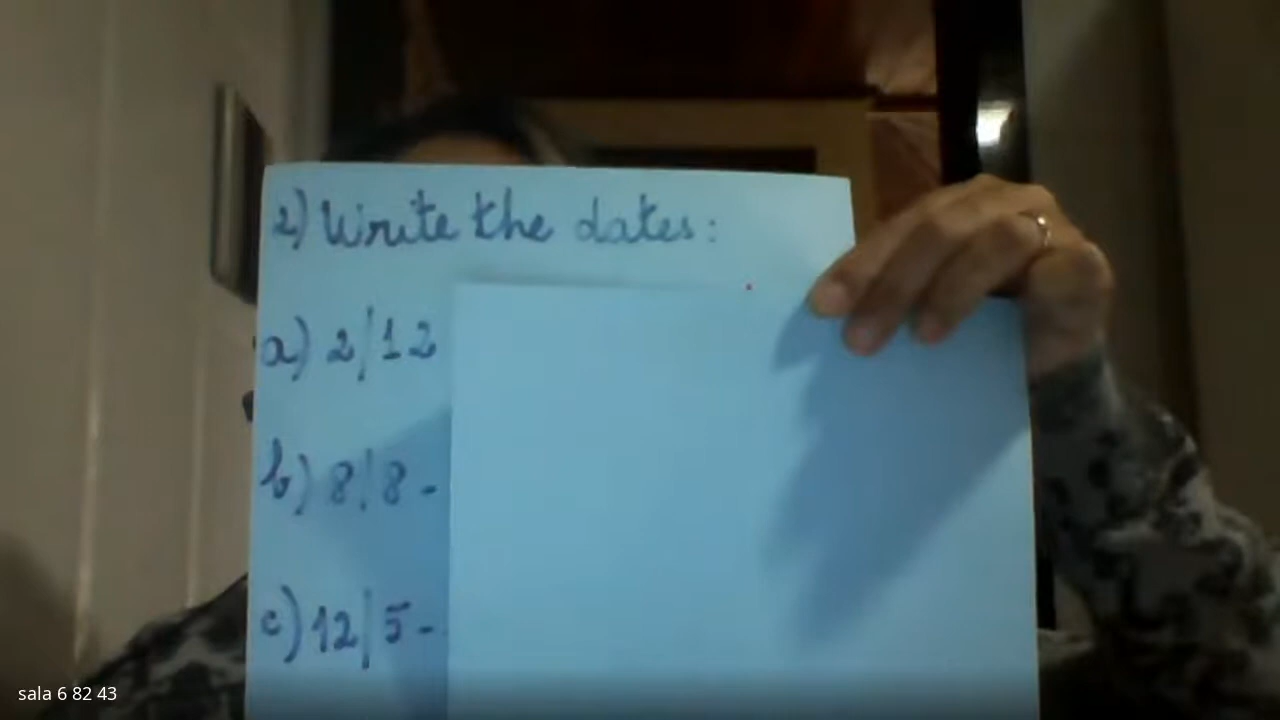 2) Write the dates:
a) 2/12
b) 8/8 -
c) 12/5 -
sala 6 82 43